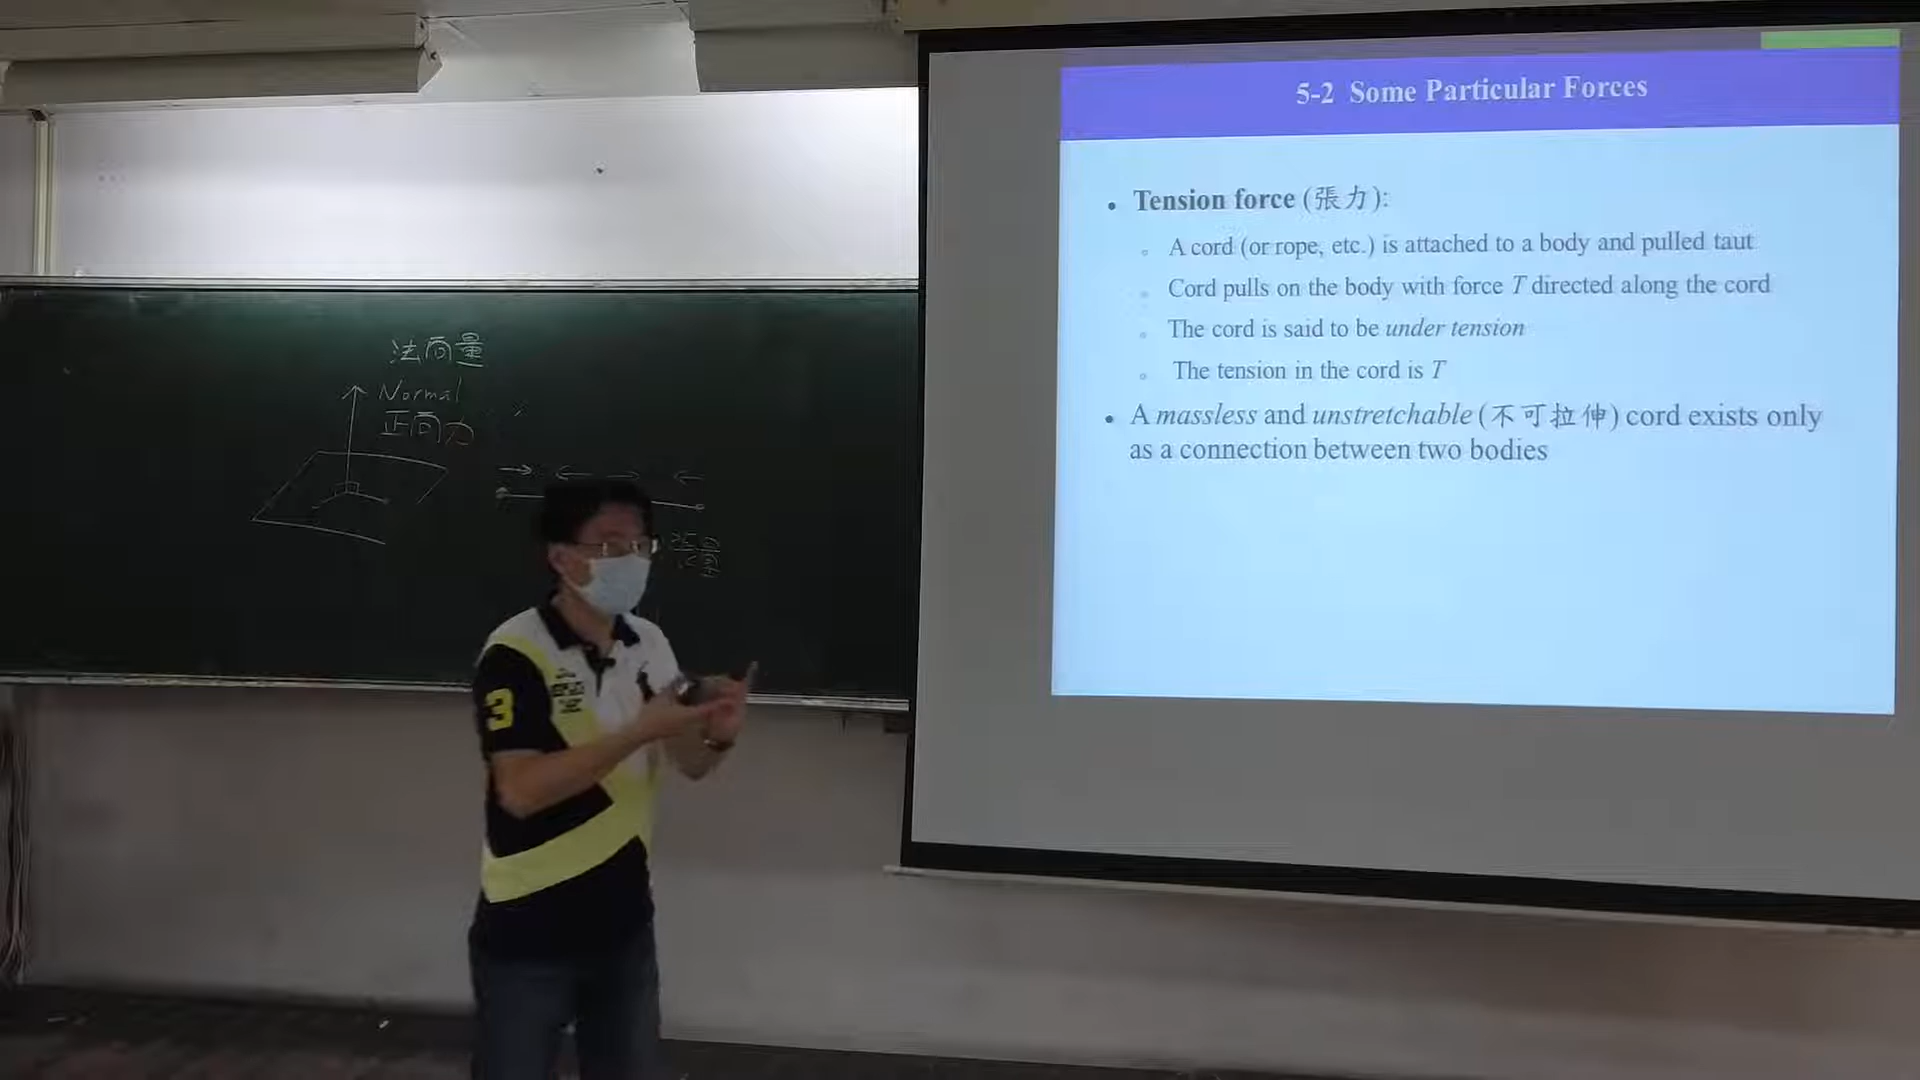 5-2 Some Particular Forces
• Tension force (張力):
◦ A cord (or rope, etc.) is attached to a body and pulled taut
◦ Cord pulls on the body with force T directed along the cord
◦ The cord is said to be under tension
◦ The tension in the cord is T
• A massless and unstretchable (不可拉伸) cord exists only
as a connection between two bodies
法向量
Normal
正向力
3